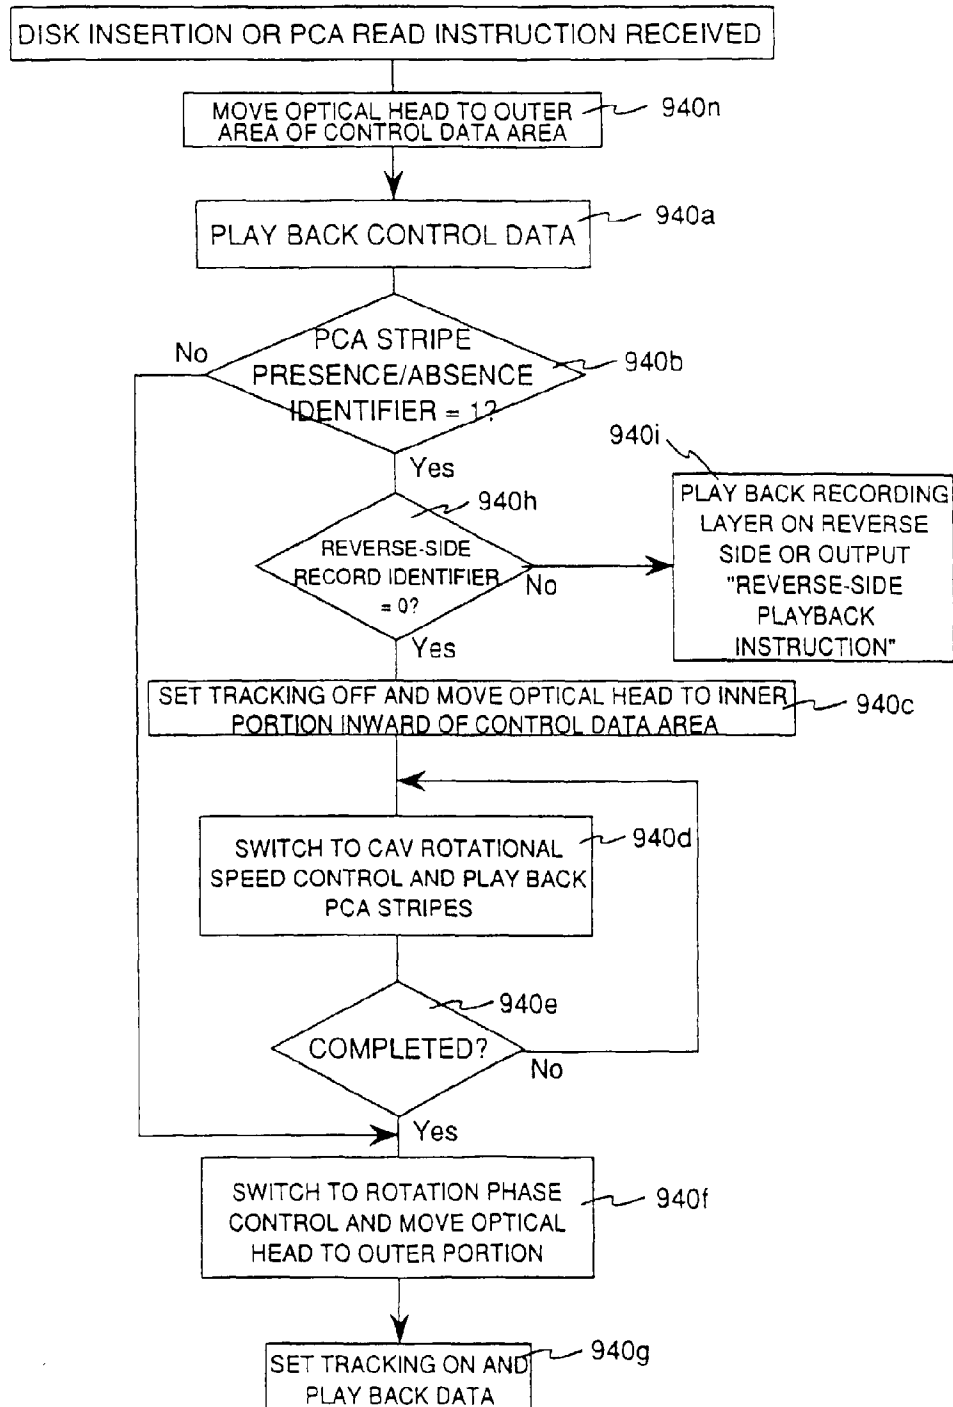 DISK INSERTION OR PCA READ INSTRUCTION RECEIVED
MOVE OPTICAL HEAD TO OUTER
AREA OF CONTROL DATA AREA
940n
PLAY BACK CONTROL DATA
940a
PCA STRIPE
PRESENCE/ABSENCE
IDENTIFIER = 1?
940b
No
Yes
REVERSE-SIDE
RECORD IDENTIFIER
= 0?
940h
No
Yes
940i
PLAY BACK RECORDING
LAYER ON REVERSE
SIDE OR OUTPUT
"REVERSE-SIDE
PLAYBACK
INSTRUCTION"
SET TRACKING OFF AND MOVE OPTICAL HEAD TO INNER
PORTION INWARD OF CONTROL DATA AREA
940c
SWITCH TO CAV ROTATIONAL
SPEED CONTROL AND PLAY BACK
PCA STRIPES
940d
COMPLETED?
940e
No
Yes
SWITCH TO ROTATION PHASE
CONTROL AND MOVE OPTICAL
HEAD TO OUTER PORTION
940f
SET TRACKING ON AND
PLAY BACK DATA
940g